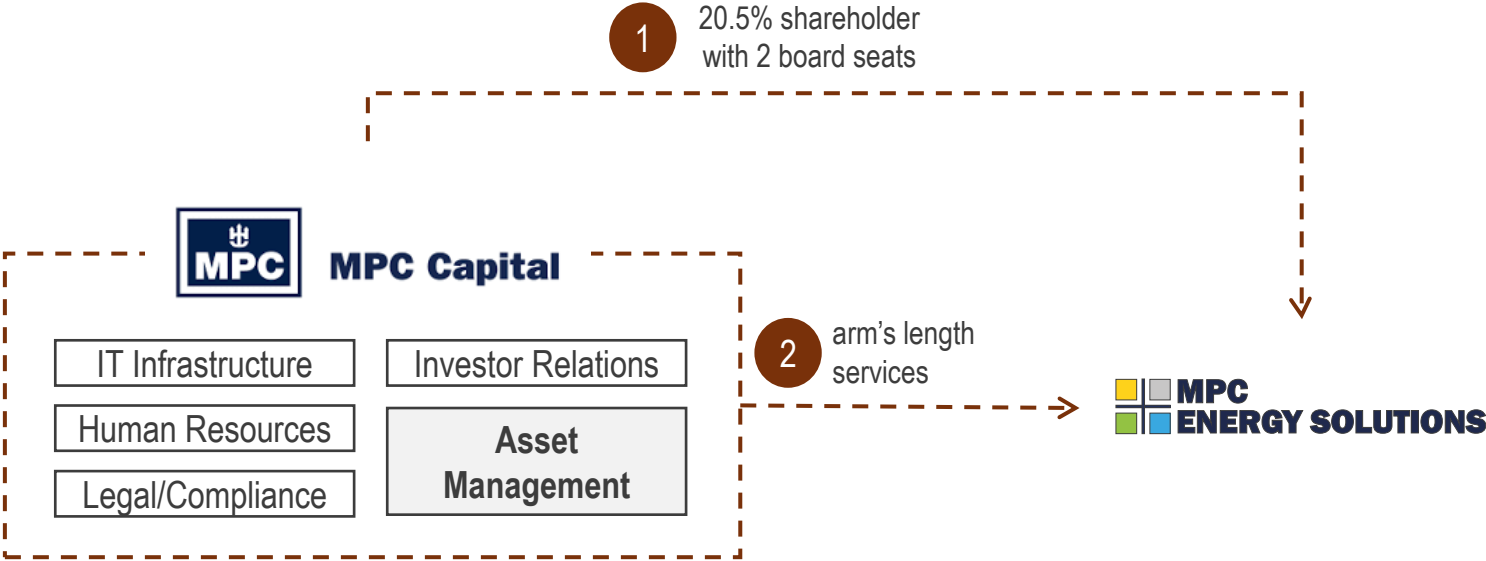 1
20.5% shareholder
with 2 board seats
MPC
MPC Capital
IT Infrastructure
Investor Relations
Human Resources
Asset
Management
Legal/Compliance
2
arm’s length
services
MPC
ENERGY SOLUTIONS